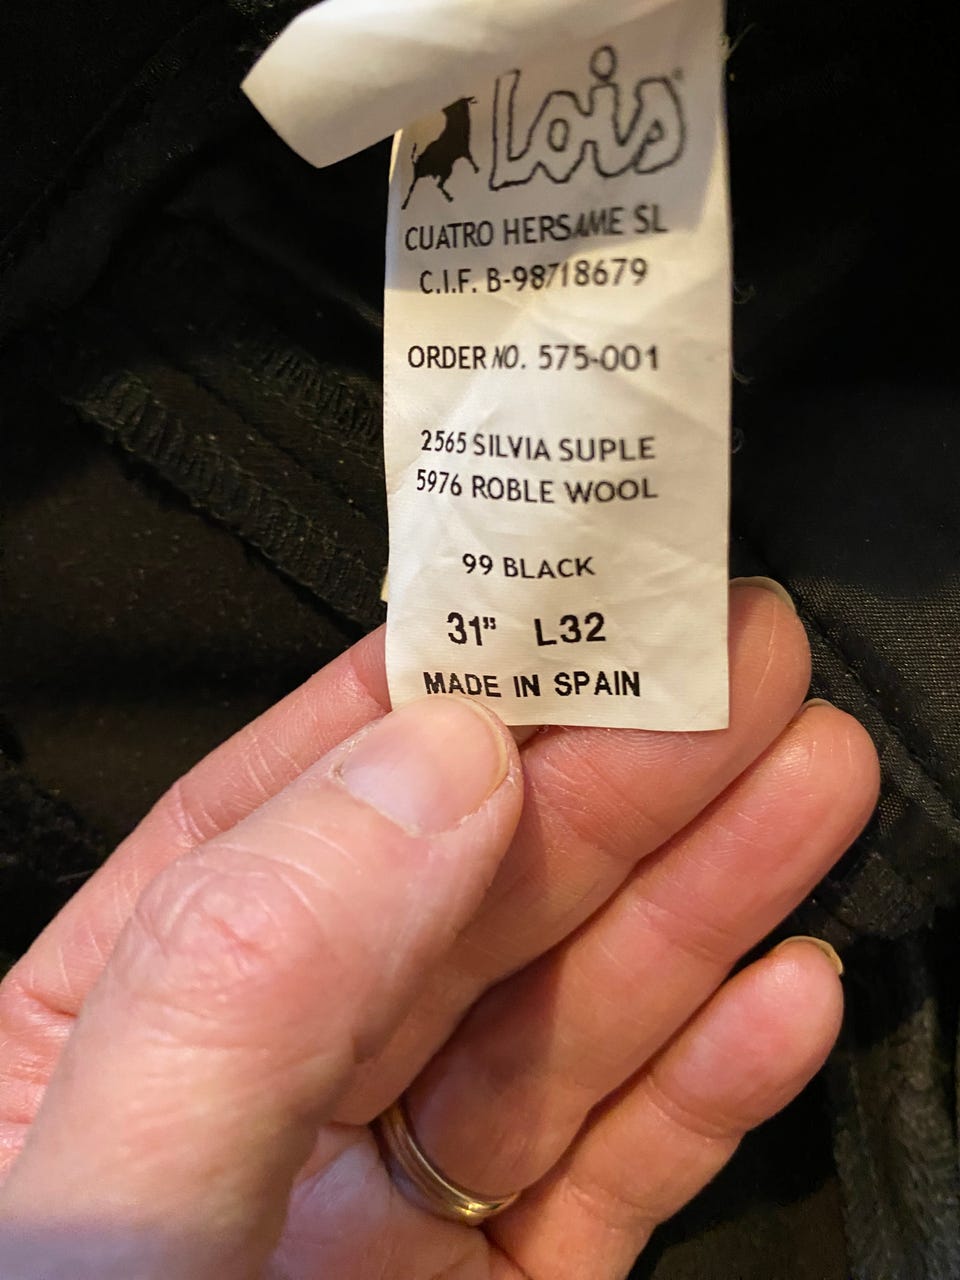 Lois
CUATRO HERSAME SL
C.I.F. B-98718679
ORDER NO. 575-001
2565 SILVIA SUPLE
5976 ROBLE WOOL
99 BLACK
31" L32
MADE IN SPAIN